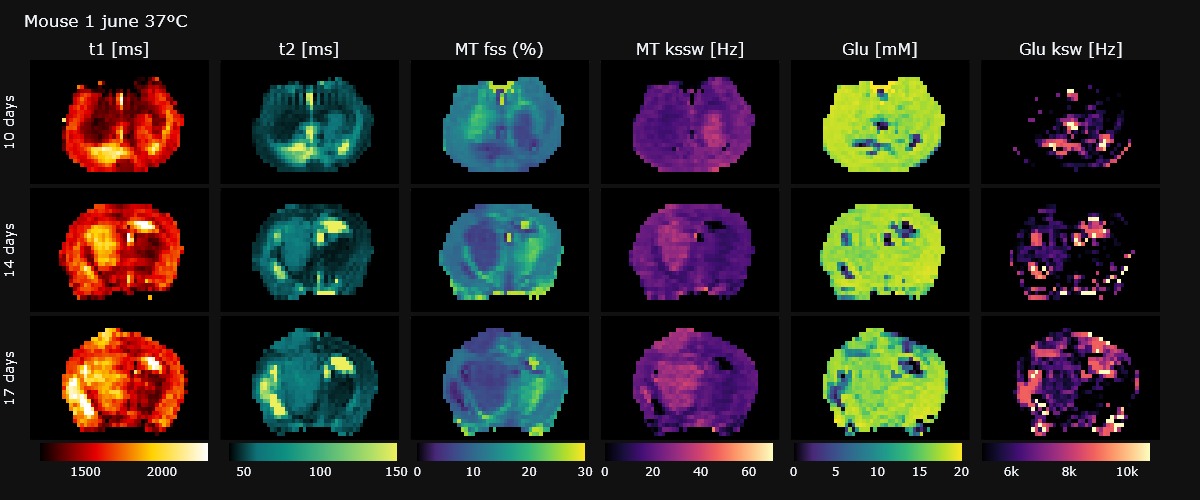 Mouse 1 june 37°C
t1 [ms] t2 [ms] MT fss (%) MT kssw [Hz] Glu [mM] Glu ksw [Hz]
10 days
14 days
17 days
1500 2000 50 100 150 0 10 20 30 0 20 40 60 0 5 10 15 20 6k 8k 10k